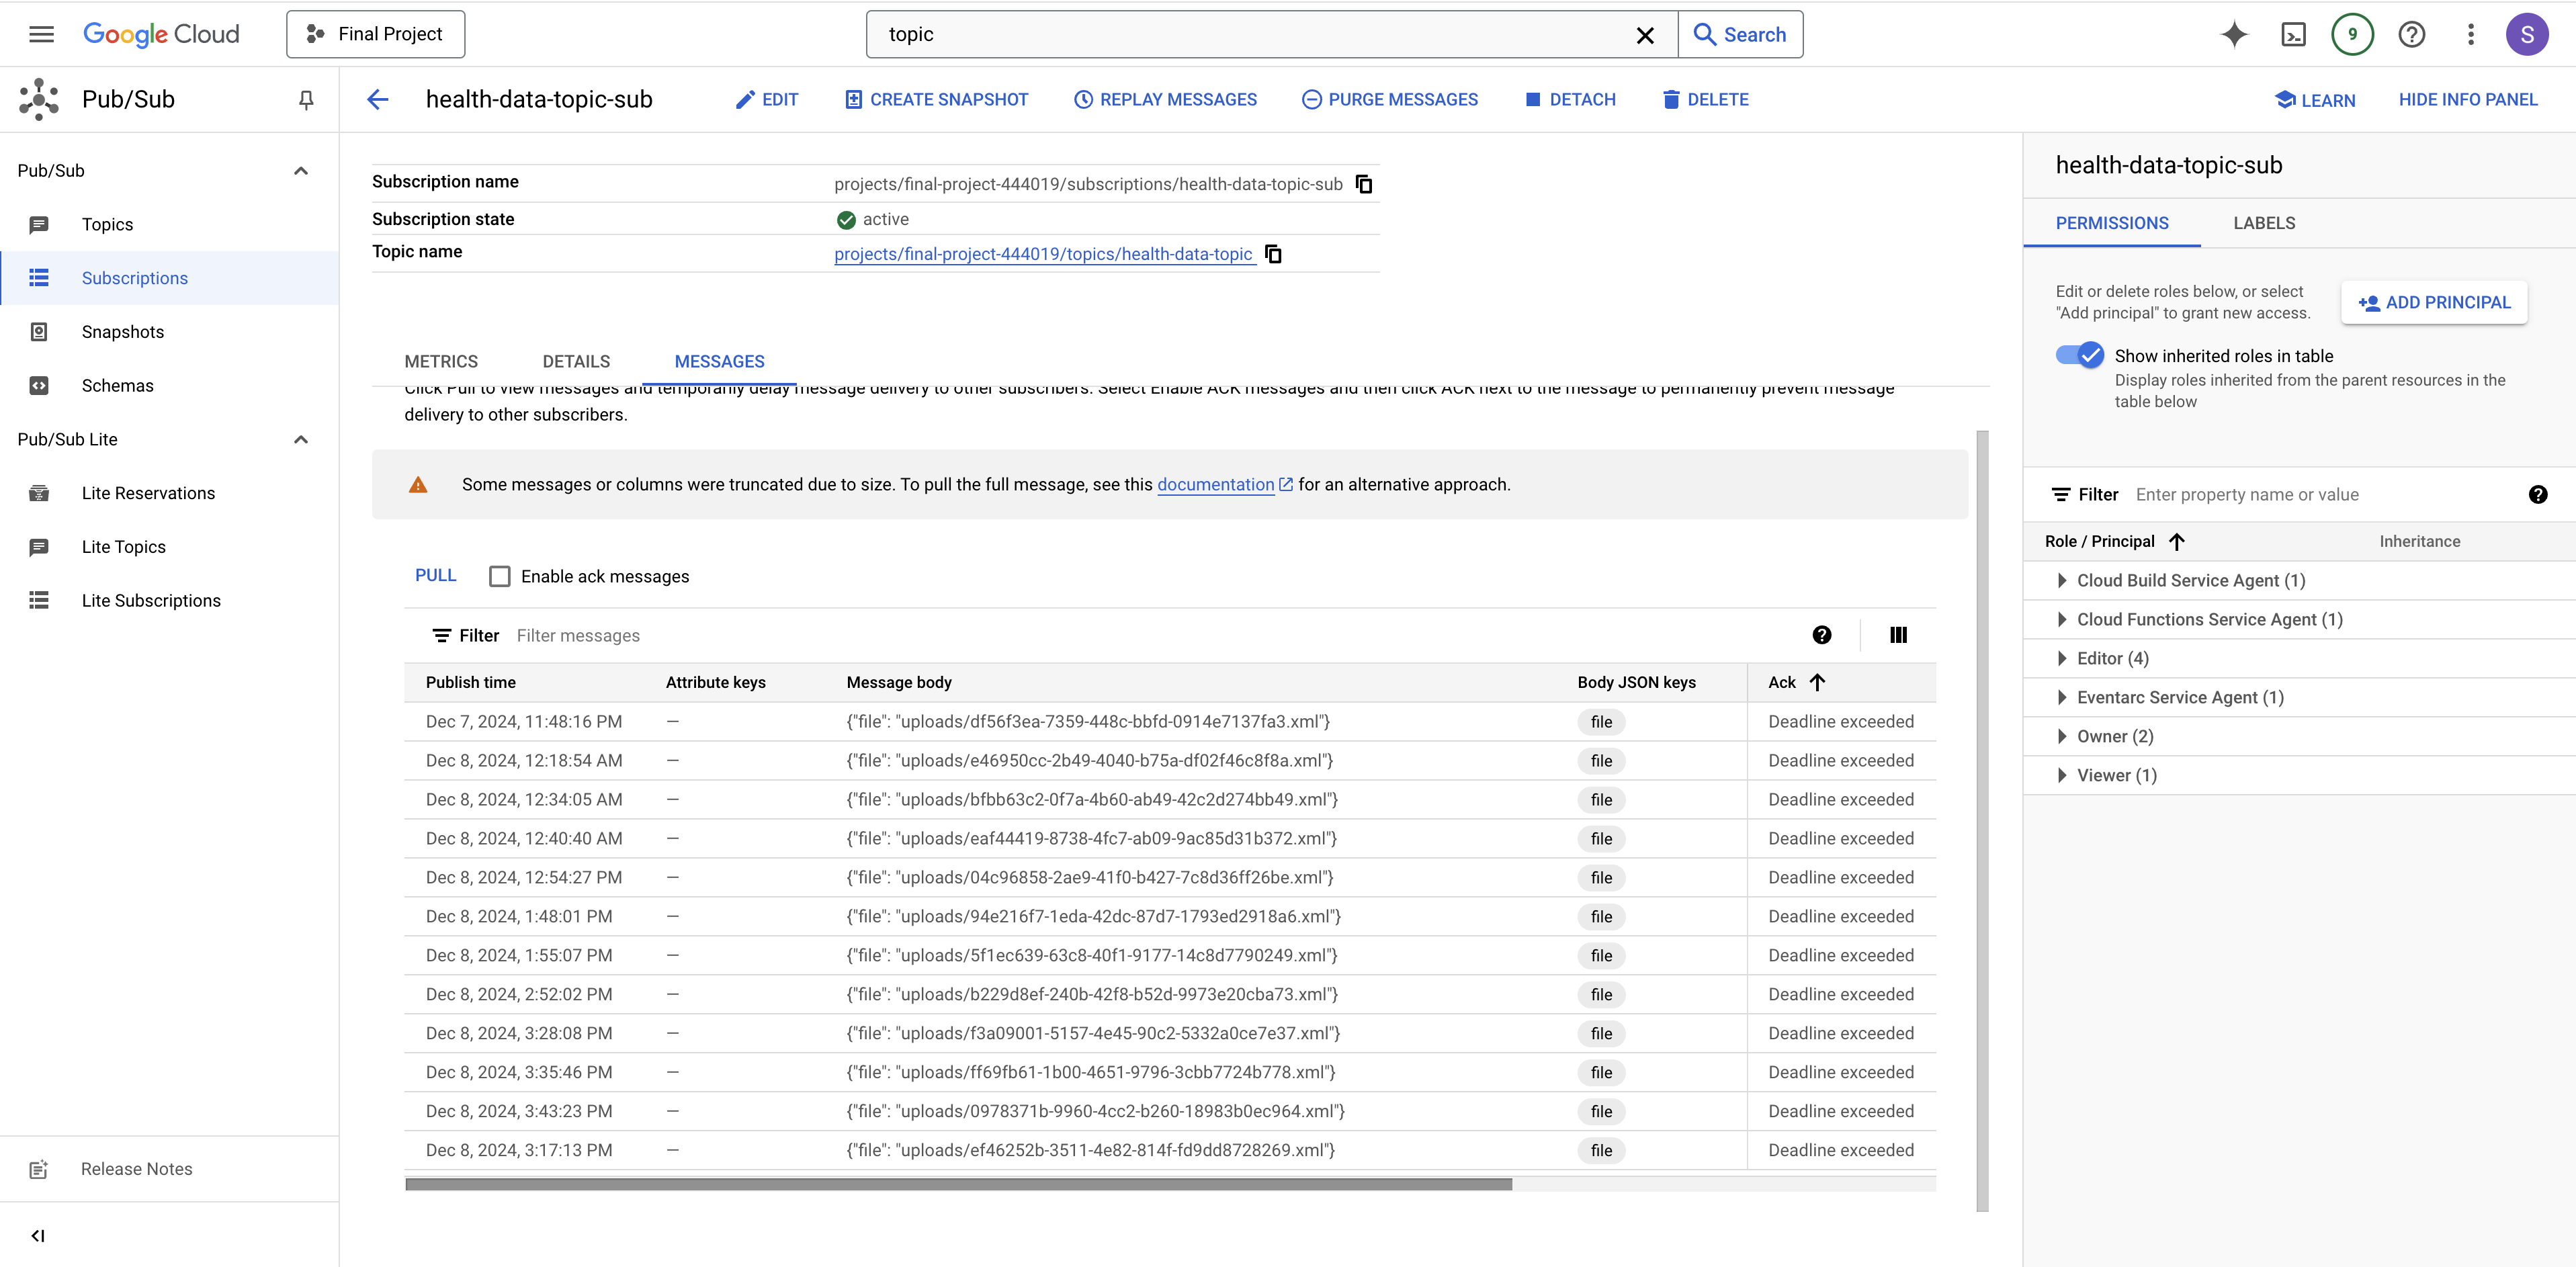 Google Cloud
Final Project
topic
Search
9
S
Pub/Sub
health-data-topic-sub
EDIT
CREATE SNAPSHOT
REPLAY MESSAGES
PURGE MESSAGES
DETACH
DELETE
LEARN
HIDE INFO PANEL
Pub/Sub
Topics
Subscriptions
Snapshots
Schemas
Pub/Sub Lite
Lite Reservations
Lite Topics
Lite Subscriptions
Release Notes
Subscription name projects/final-project-444019/subscriptions/health-data-topic-sub
Subscription state active
Topic name projects/final-project-444019/topics/health-data-topic
METRICS DETAILS MESSAGES
Click Pull to view messages and temporarily delay message delivery to other subscribers. Select Enable ACK messages and then click ACK next to the message to permanently prevent message
delivery to other subscribers.
Some messages or columns were truncated due to size. To pull the full message, see this documentation for an alternative approach.
PULL Enable ack messages
Filter Filter messages
Publish time Attribute keys Message body Body JSON keys Ack
Dec 7, 2024, 11:48:16 PM — {"file": "uploads/df56f3ea-7359-448c-bbfd-0914e7137fa3.xml"} file Deadline exceeded
Dec 8, 2024, 12:18:54 AM — {"file": "uploads/e46950cc-2b49-4040-b75a-df02f46c8f8a.xml"} file Deadline exceeded
Dec 8, 2024, 12:34:05 AM — {"file": "uploads/bfbb63c2-0f7a-4b60-ab49-42c2d274bb49.xml"} file Deadline exceeded
Dec 8, 2024, 12:40:40 AM — {"file": "uploads/eaf44419-8738-4fc7-ab09-9ac85d31b372.xml"} file Deadline exceeded
Dec 8, 2024, 12:54:27 PM — {"file": "uploads/04c96858-2ae9-41f0-b427-7c8d36ff26be.xml"} file Deadline exceeded
Dec 8, 2024, 1:48:01 PM — {"file": "uploads/94e216f7-1eda-42dc-87d7-1793ed2918a6.xml"} file Deadline exceeded
Dec 8, 2024, 1:55:07 PM — {"file": "uploads/5f1ec639-63c8-40f1-9177-14c8d7790249.xml"} file Deadline exceeded
Dec 8, 2024, 2:52:02 PM — {"file": "uploads/b229d8ef-240b-42f8-b52d-9973e20cba73.xml"} file Deadline exceeded
Dec 8, 2024, 3:28:08 PM — {"file": "uploads/f3a09001-5157-4e45-90c2-5332a0ce7e37.xml"} file Deadline exceeded
Dec 8, 2024, 3:35:46 PM — {"file": "uploads/ff69fb61-1b00-4651-9796-3cbb7724b778.xml"} file Deadline exceeded
Dec 8, 2024, 3:43:23 PM — {"file": "uploads/0978371b-9960-4cc2-b260-18983b0ec964.xml"} file Deadline exceeded
Dec 8, 2024, 3:17:13 PM — {"file": "uploads/ef46252b-3511-4e82-814f-fd9dd8728269.xml"} file Deadline exceeded
health-data-topic-sub
PERMISSIONS LABELS
Edit or delete roles below, or select
"Add principal" to grant new access.
ADD PRINCIPAL
Show inherited roles in table
Display roles inherited from the parent resources in the
table below
Filter Enter property name or value
Role / Principal Inheritance
Cloud Build Service Agent (1)
Cloud Functions Service Agent (1)
Editor (4)
Eventarc Service Agent (1)
Owner (2)
Viewer (1)